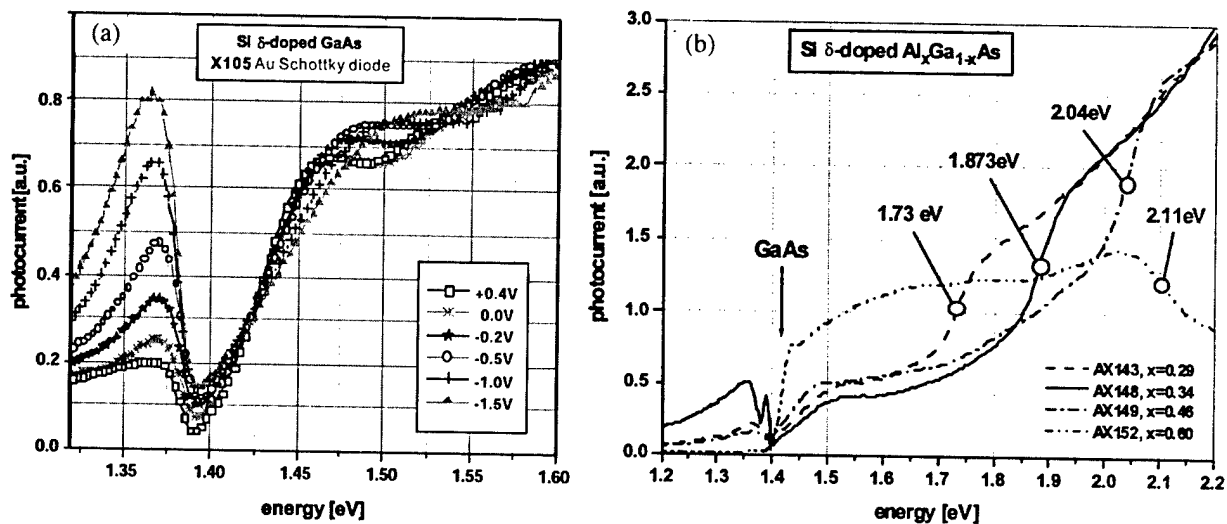 (a)
Si δ-doped GaAs
X105 Au Schottky diode
photocurrent [a.u.]
0.8
0.6
0.4
0.2
0.0
+0.4V
0.0V
-0.2V
-0.5V
-1.0V
-1.5V
1.35
1.40
1.45
1.50
1.55
1.60
energy [eV]
(b)
Si δ-doped AlxGa1-xAs
photocurrent [a.u.]
3.0
2.5
2.0
1.5
1.0
0.5
0.0
2.04eV
1.873eV
1.73 eV
2.11eV
GaAs
AX143, x=0.29
AX148, x=0.34
AX149, x=0.46
AX152, x=0.60
1.2
1.3
1.4
1.5
1.6
1.7
1.8
1.9
2.0
2.1
2.2
energy [eV]